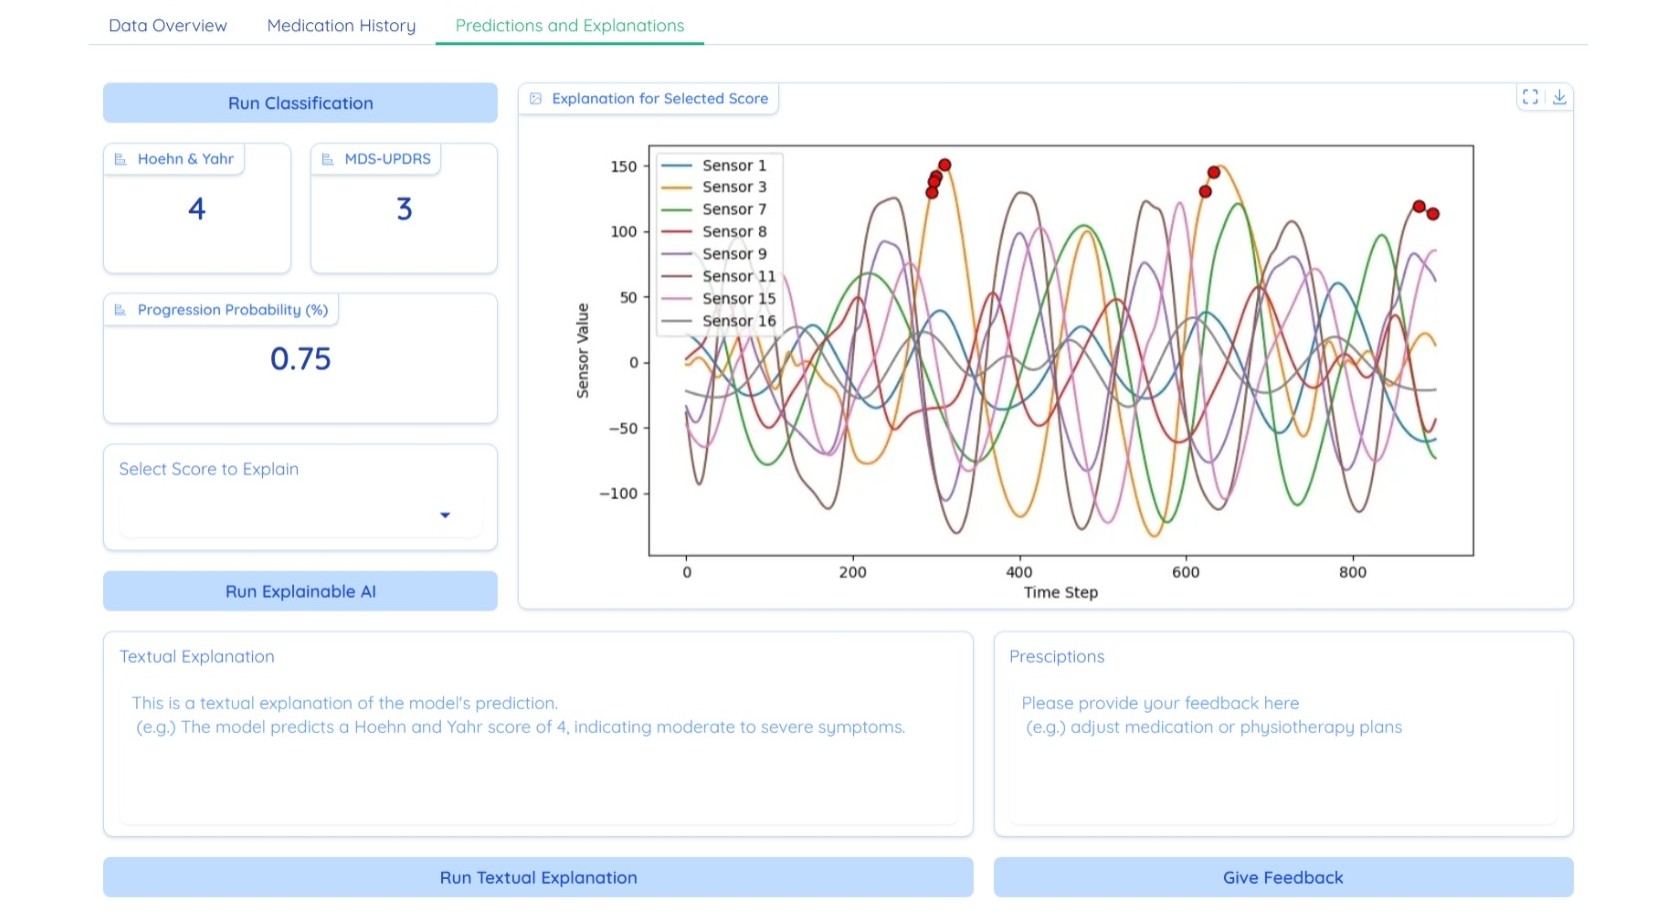 Data Overview
Medication History
Predictions and Explanations
Run Classification
Hoehn & Yahr
4
MDS-UPDRS
3
Progression Probability (%)
0.75
Select Score to Explain
Run Explainable AI
Explanation for Selected Score
Sensor 1
Sensor 3
Sensor 7
Sensor 8
Sensor 9
Sensor 11
Sensor 15
Sensor 16
Sensor Value
150
100
50
0
−50
−100
0
200
400
600
800
Time Step
Textual Explanation
This is a textual explanation of the model's prediction.
(e.g.) The model predicts a Hoehn and Yahr score of 4, indicating moderate to severe symptoms.
Presciptions
Please provide your feedback here
(e.g.) adjust medication or physiotherapy plans
Run Textual Explanation
Give Feedback